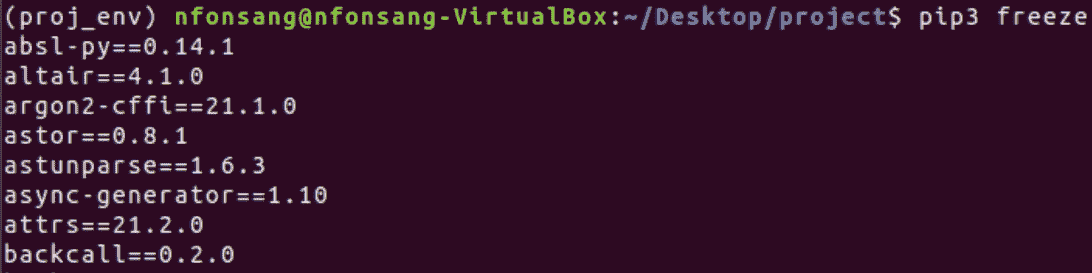 (proj_env) nfonsang@nfonsang-VirtualBox:~/Desktop/project$ pip3 freeze
absl-py==0.14.1
altair==4.1.0
argon2-cffi==21.1.0
astor==0.8.1
astunparse==1.6.3
async-generator==1.10
attrs==21.2.0
backcall==0.2.0